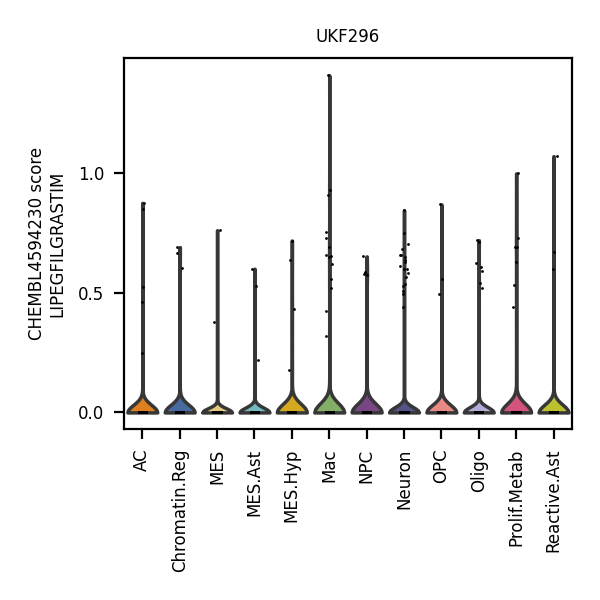 UKF296
CHEMBL4594230 score
LIPEGFILGRASTIM
1.0
0.5
0.0
AC
Chromatin.Reg
MES
MES.Ast
MES.Hyp
Mac
NPC
Neuron
OPC
Oligo
Prolif.Metab
Reactive.Ast